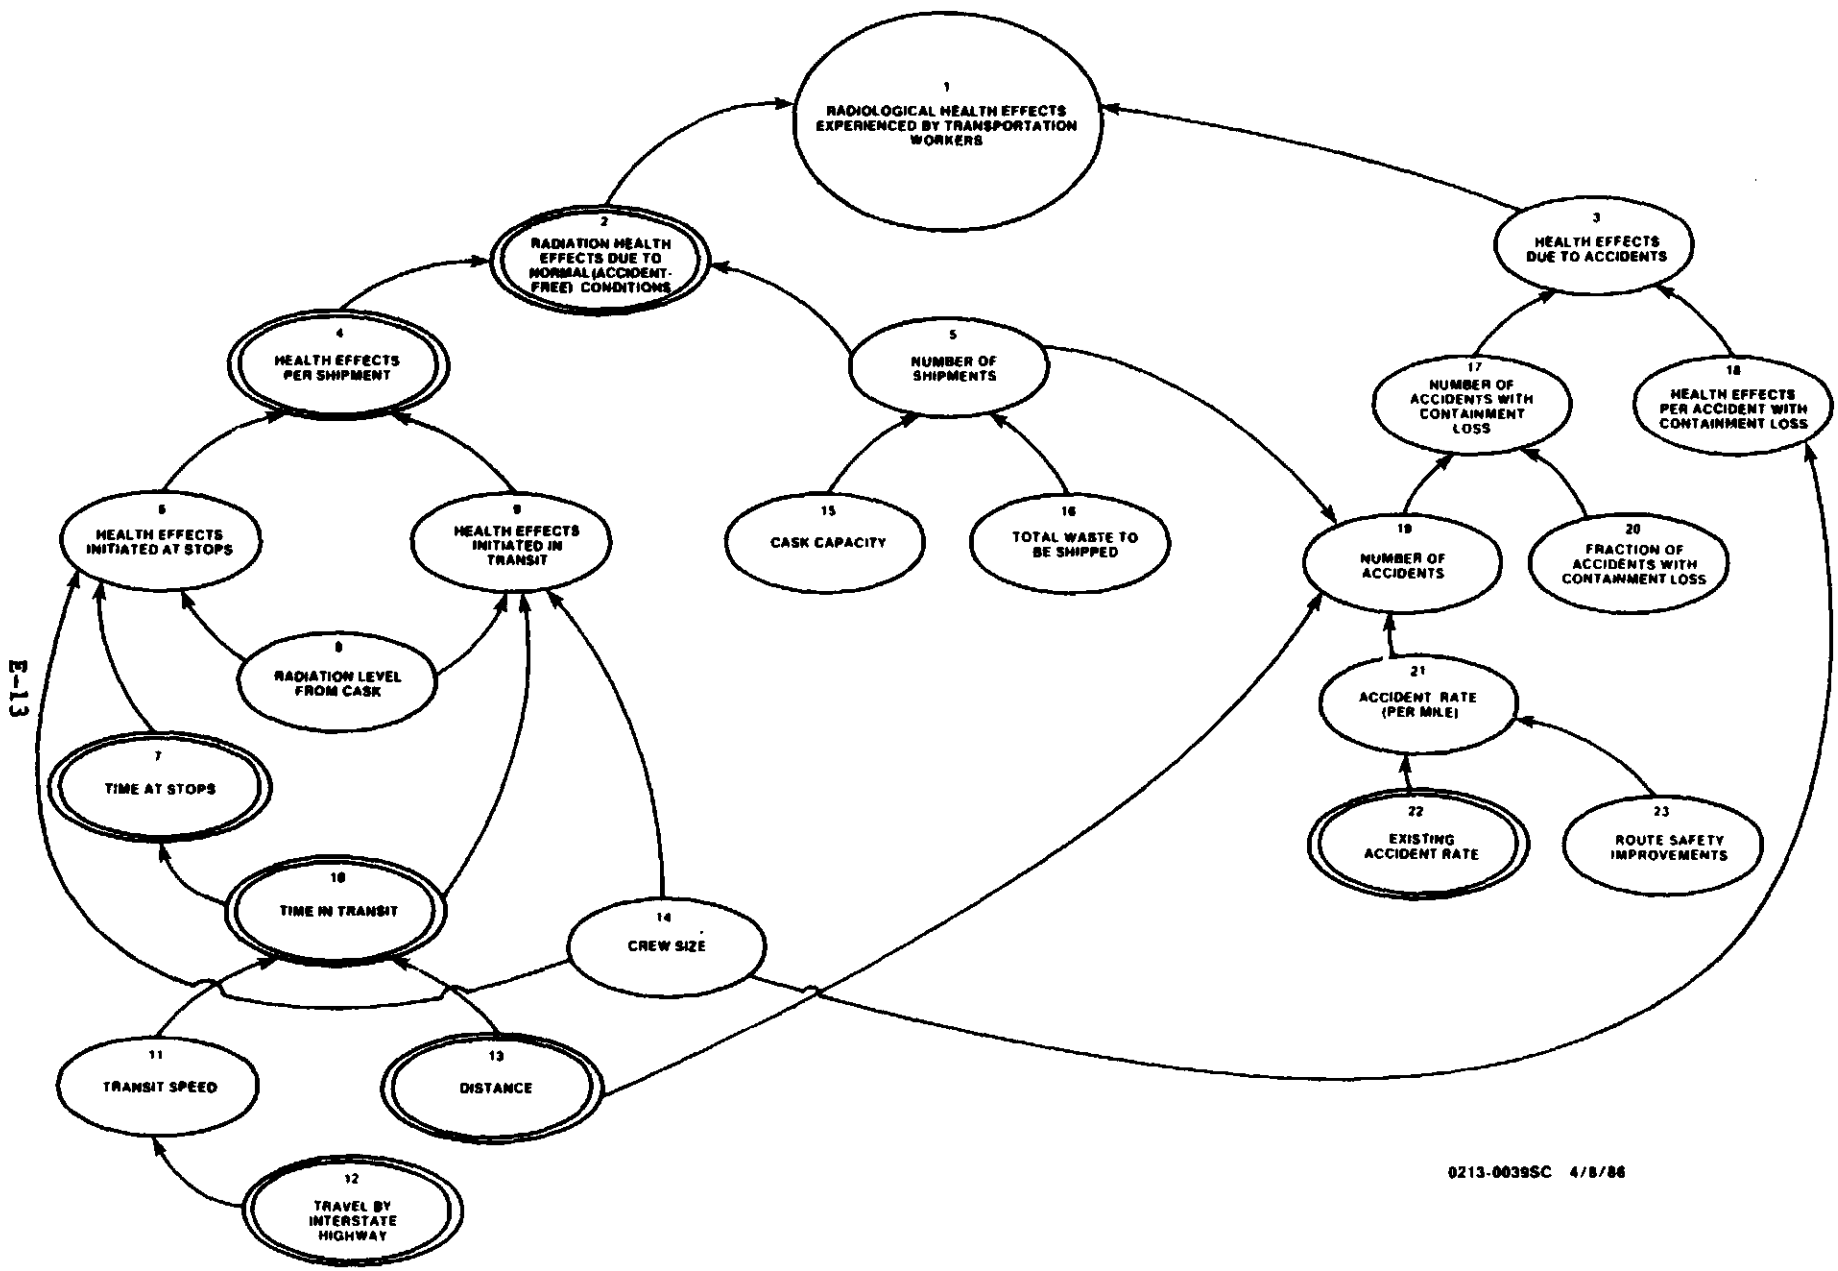 1
RADIOLOGICAL HEALTH EFFECTS
EXPERIENCED BY TRANSPORTATION
WORKERS
2
RADIATION HEALTH
EFFECTS DUE TO
NORMAL (ACCIDENT-
FREE) CONDITIONS
3
HEALTH EFFECTS
DUE TO ACCIDENTS
4
HEALTH EFFECTS
PER SHIPMENT
5
NUMBER OF
SHIPMENTS
17
NUMBER OF
ACCIDENTS WITH
CONTAINMENT
LOSS
18
HEALTH EFFECTS
PER ACCIDENT WITH
CONTAINMENT LOSS
6
HEALTH EFFECTS
INITIATED AT STOPS
9
HEALTH EFFECTS
INITIATED IN
TRANSIT
15
CASK CAPACITY
16
TOTAL WASTE TO
BE SHIPPED
19
NUMBER OF
ACCIDENTS
20
FRACTION OF
ACCIDENTS WITH
CONTAINMENT LOSS
8
RADIATION LEVEL
FROM CASK
21
ACCIDENT RATE
(PER MILE)
E-13
7
TIME AT STOPS
22
EXISTING
ACCIDENT RATE
23
ROUTE SAFETY
IMPROVEMENTS
10
TIME IN TRANSIT
14
CREW SIZE
11
TRANSIT SPEED
13
DISTANCE
12
TRAVEL BY
INTERSTATE
HIGHWAY
0213-0039SC 4/8/86